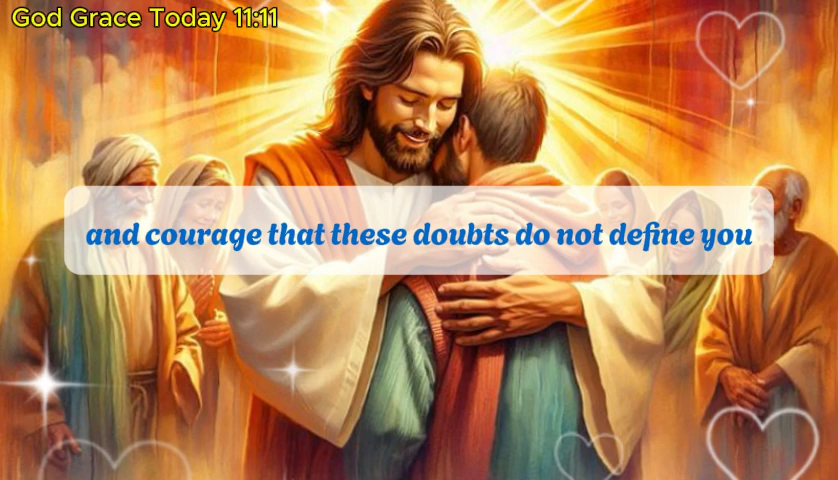 God Grace Today 11:11
and courage that these doubts do not define you